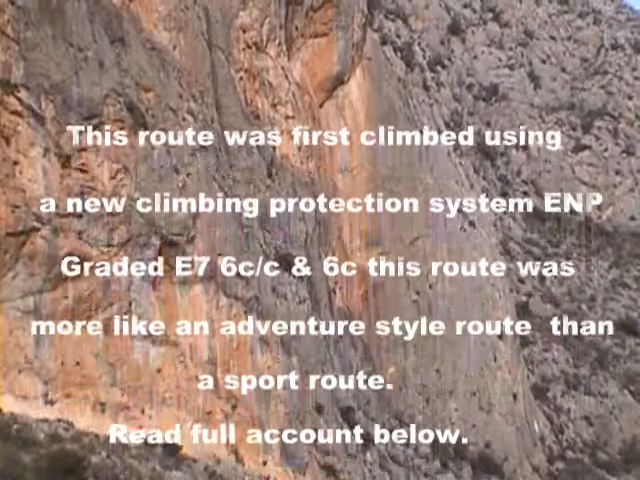 This route was first climbed using
a new climbing protection system ENP
Graded E7 6c/c & 6c this route was
more like an adventure style route than
a sport route.
Read full account below.